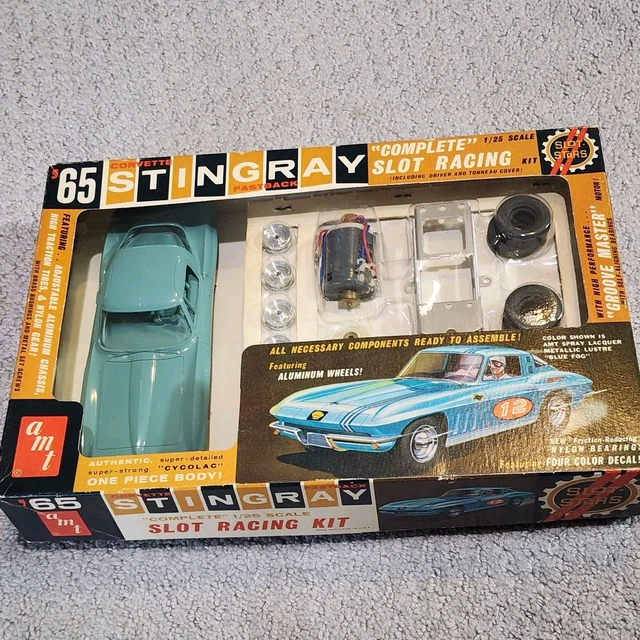 '65
CORVETTE
STINGRAY
FASTBACK
"COMPLETE" 1/25 SCALE
SLOT RACING KIT
(INCLUDING DRIVER AND TONNEAU COVER)
SLOT
STARS
FEATURING... ADJUSTABLE ALUMINUM CHASSIS,
HIGH TRACTION TIRES, & NYLON GEAR!
WITH HIGH PERFORMANCE...
"GROOVE MASTER" MOTOR!
ALL NECESSARY COMPONENTS READY TO ASSEMBLE!
Featuring
ALUMINUM WHEELS!
COLOR SHOWN IS
AMT SPRAY LACQUER
METALLIC LUSTRE
"BLUE FOG"
12
NEW "Friction-Reducing"
NYLON BEARINGS
Featuring FOUR COLOR DECALS
amt
AUTHENTIC, super-detailed
super-strong "CYCOLAC"
ONE PIECE BODY!
'65
CORVETTE
STINGRAY
FASTBACK
amt
"COMPLETE" 1/25 SCALE
SLOT RACING KIT
SLOT
STARS